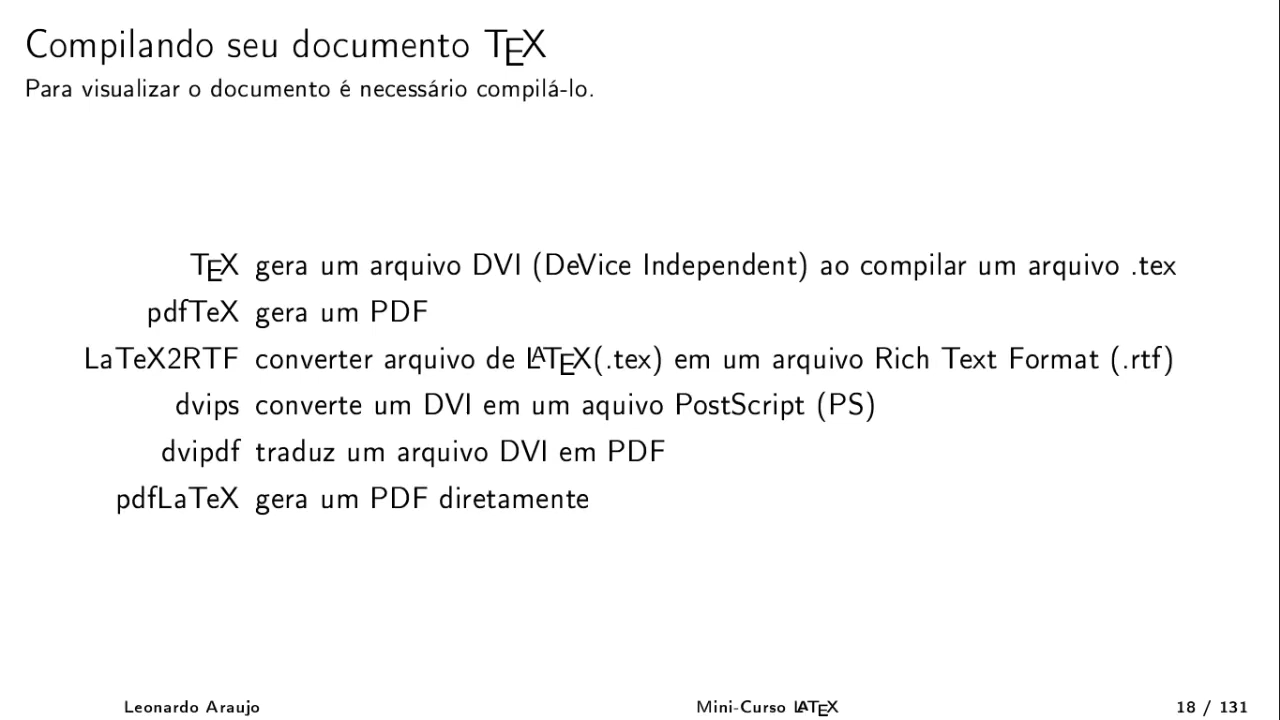 Compilando seu documento TEX
Para visualizar o documento é necessário compilá-lo.
TEX gera um arquivo DVI (DeVice Independent) ao compilar um arquivo .tex
pdfTeX gera um PDF
LaTeX2RTF converter arquivo de LATEX(.tex) em um arquivo Rich Text Format (.rtf)
dvips converte um DVI em um aquivo PostScript (PS)
dvipdf traduz um arquivo DVI em PDF
pdfLaTeX gera um PDF diretamente
Leonardo Araujo Mini-Curso LATEX 18 / 131